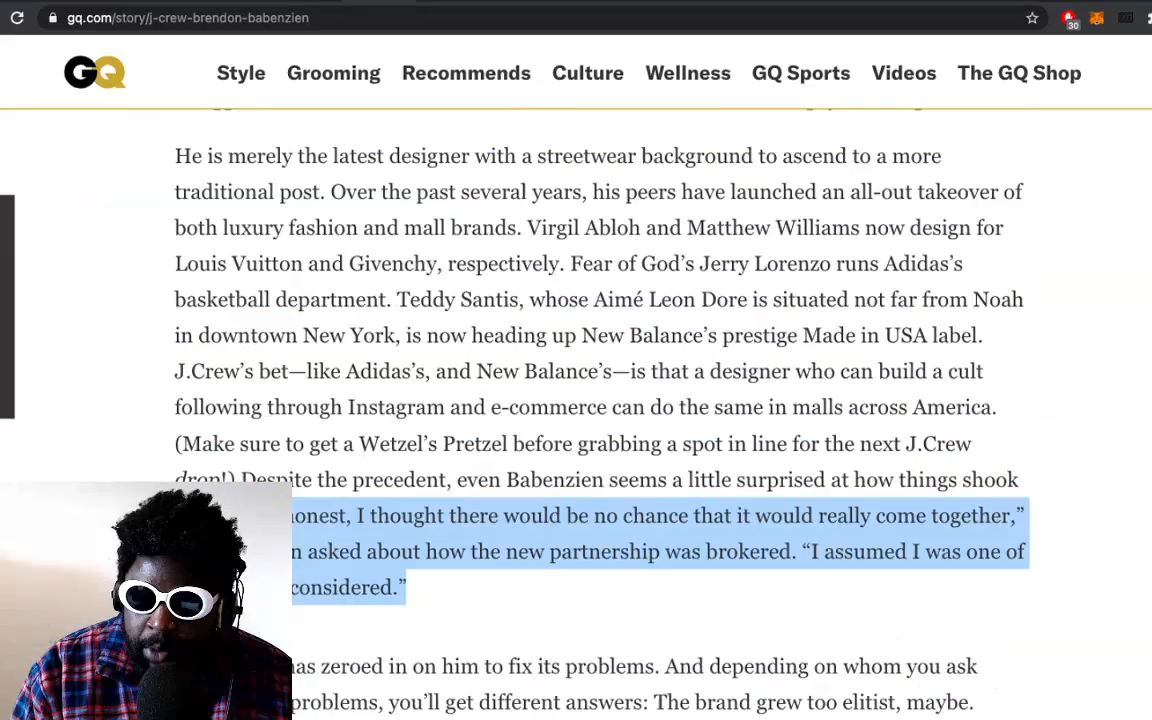 gq.com/story/j-crew-brendon-babenzien
30
GQ
Style Grooming Recommends Culture Wellness GQ Sports Videos The GQ Shop
He is merely the latest designer with a streetwear background to ascend to a more
traditional post. Over the past several years, his peers have launched an all-out takeover of
both luxury fashion and mall brands. Virgil Abloh and Matthew Williams now design for
Louis Vuitton and Givenchy, respectively. Fear of God’s Jerry Lorenzo runs Adidas’s
basketball department. Teddy Santis, whose Aimé Leon Dore is situated not far from Noah
in downtown New York, is now heading up New Balance’s prestige Made in USA label.
J.Crew’s bet—like Adidas’s, and New Balance’s—is that a designer who can build a cult
following through Instagram and e-commerce can do the same in malls across America.
(Make sure to get a Wetzel’s Pretzel before grabbing a spot in line for the next J.Crew
drop!) Despite the precedent, even Babenzien seems a little surprised at how things shook
honest, I thought there would be no chance that it would really come together,”
asked about how the new partnership was brokered. “I assumed I was one of
considered.”
has zeroed in on him to fix its problems. And depending on whom you ask
problems, you’ll get different answers: The brand grew too elitist, maybe.